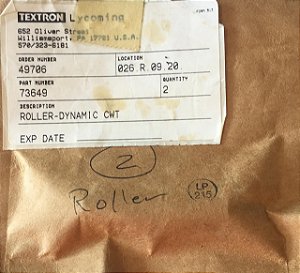 TEXTRON Lycoming
652 Oliver Street
Williamsport, PA 17701 U.S.A.
570/323-6181
ORDER NUMBER
49706
LOCATION
026.R.09.20
PART NUMBER
73649
QUANTITY
2
DESCRIPTION
ROLLER-DYNAMIC CWT
EXP DATE
2
Roller
LP
215